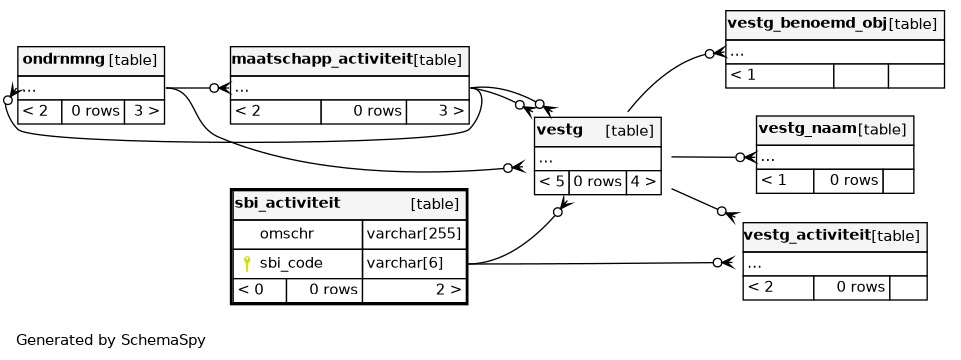 vestg_benoemd_obj [table]
...
< 1
ondrnmng [table]
...
< 2 0 rows 3 >
maatschapp_activiteit [table]
...
< 2 0 rows 3 >
vestg [table]
...
< 5 0 rows 4 >
vestg_naam [table]
...
< 1 0 rows
sbi_activiteit [table]
omschr varchar[255]
sbi_code varchar[6]
< 0 0 rows 2 >
vestg_activiteit [table]
...
< 2 0 rows
Generated by SchemaSpy